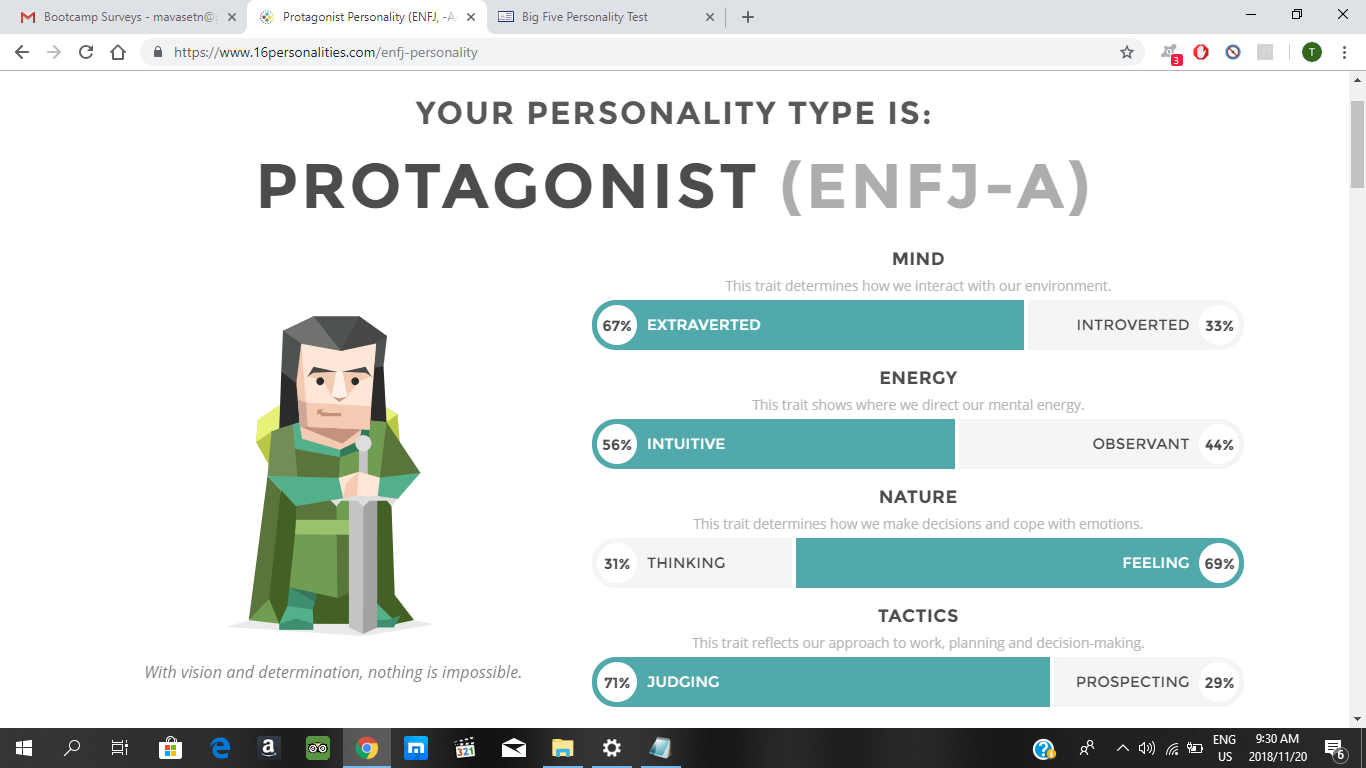 Bootcamp Surveys - mavasetn@g
Protagonist Personality (ENFJ, -A
Big Five Personality Test
https://www.16personalities.com/enfj-personality
3
T
YOUR PERSONALITY TYPE IS:
PROTAGONIST (ENFJ-A)
MIND
This trait determines how we interact with our environment.
67% EXTRAVERTED INTROVERTED 33%
ENERGY
This trait shows where we direct our mental energy.
56% INTUITIVE OBSERVANT 44%
NATURE
This trait determines how we make decisions and cope with emotions.
31% THINKING FEELING 69%
TACTICS
This trait reflects our approach to work, planning and decision-making.
71% JUDGING PROSPECTING 29%
With vision and determination, nothing is impossible.
a
321
ENG
US
9:30 AM
2018/11/20
6